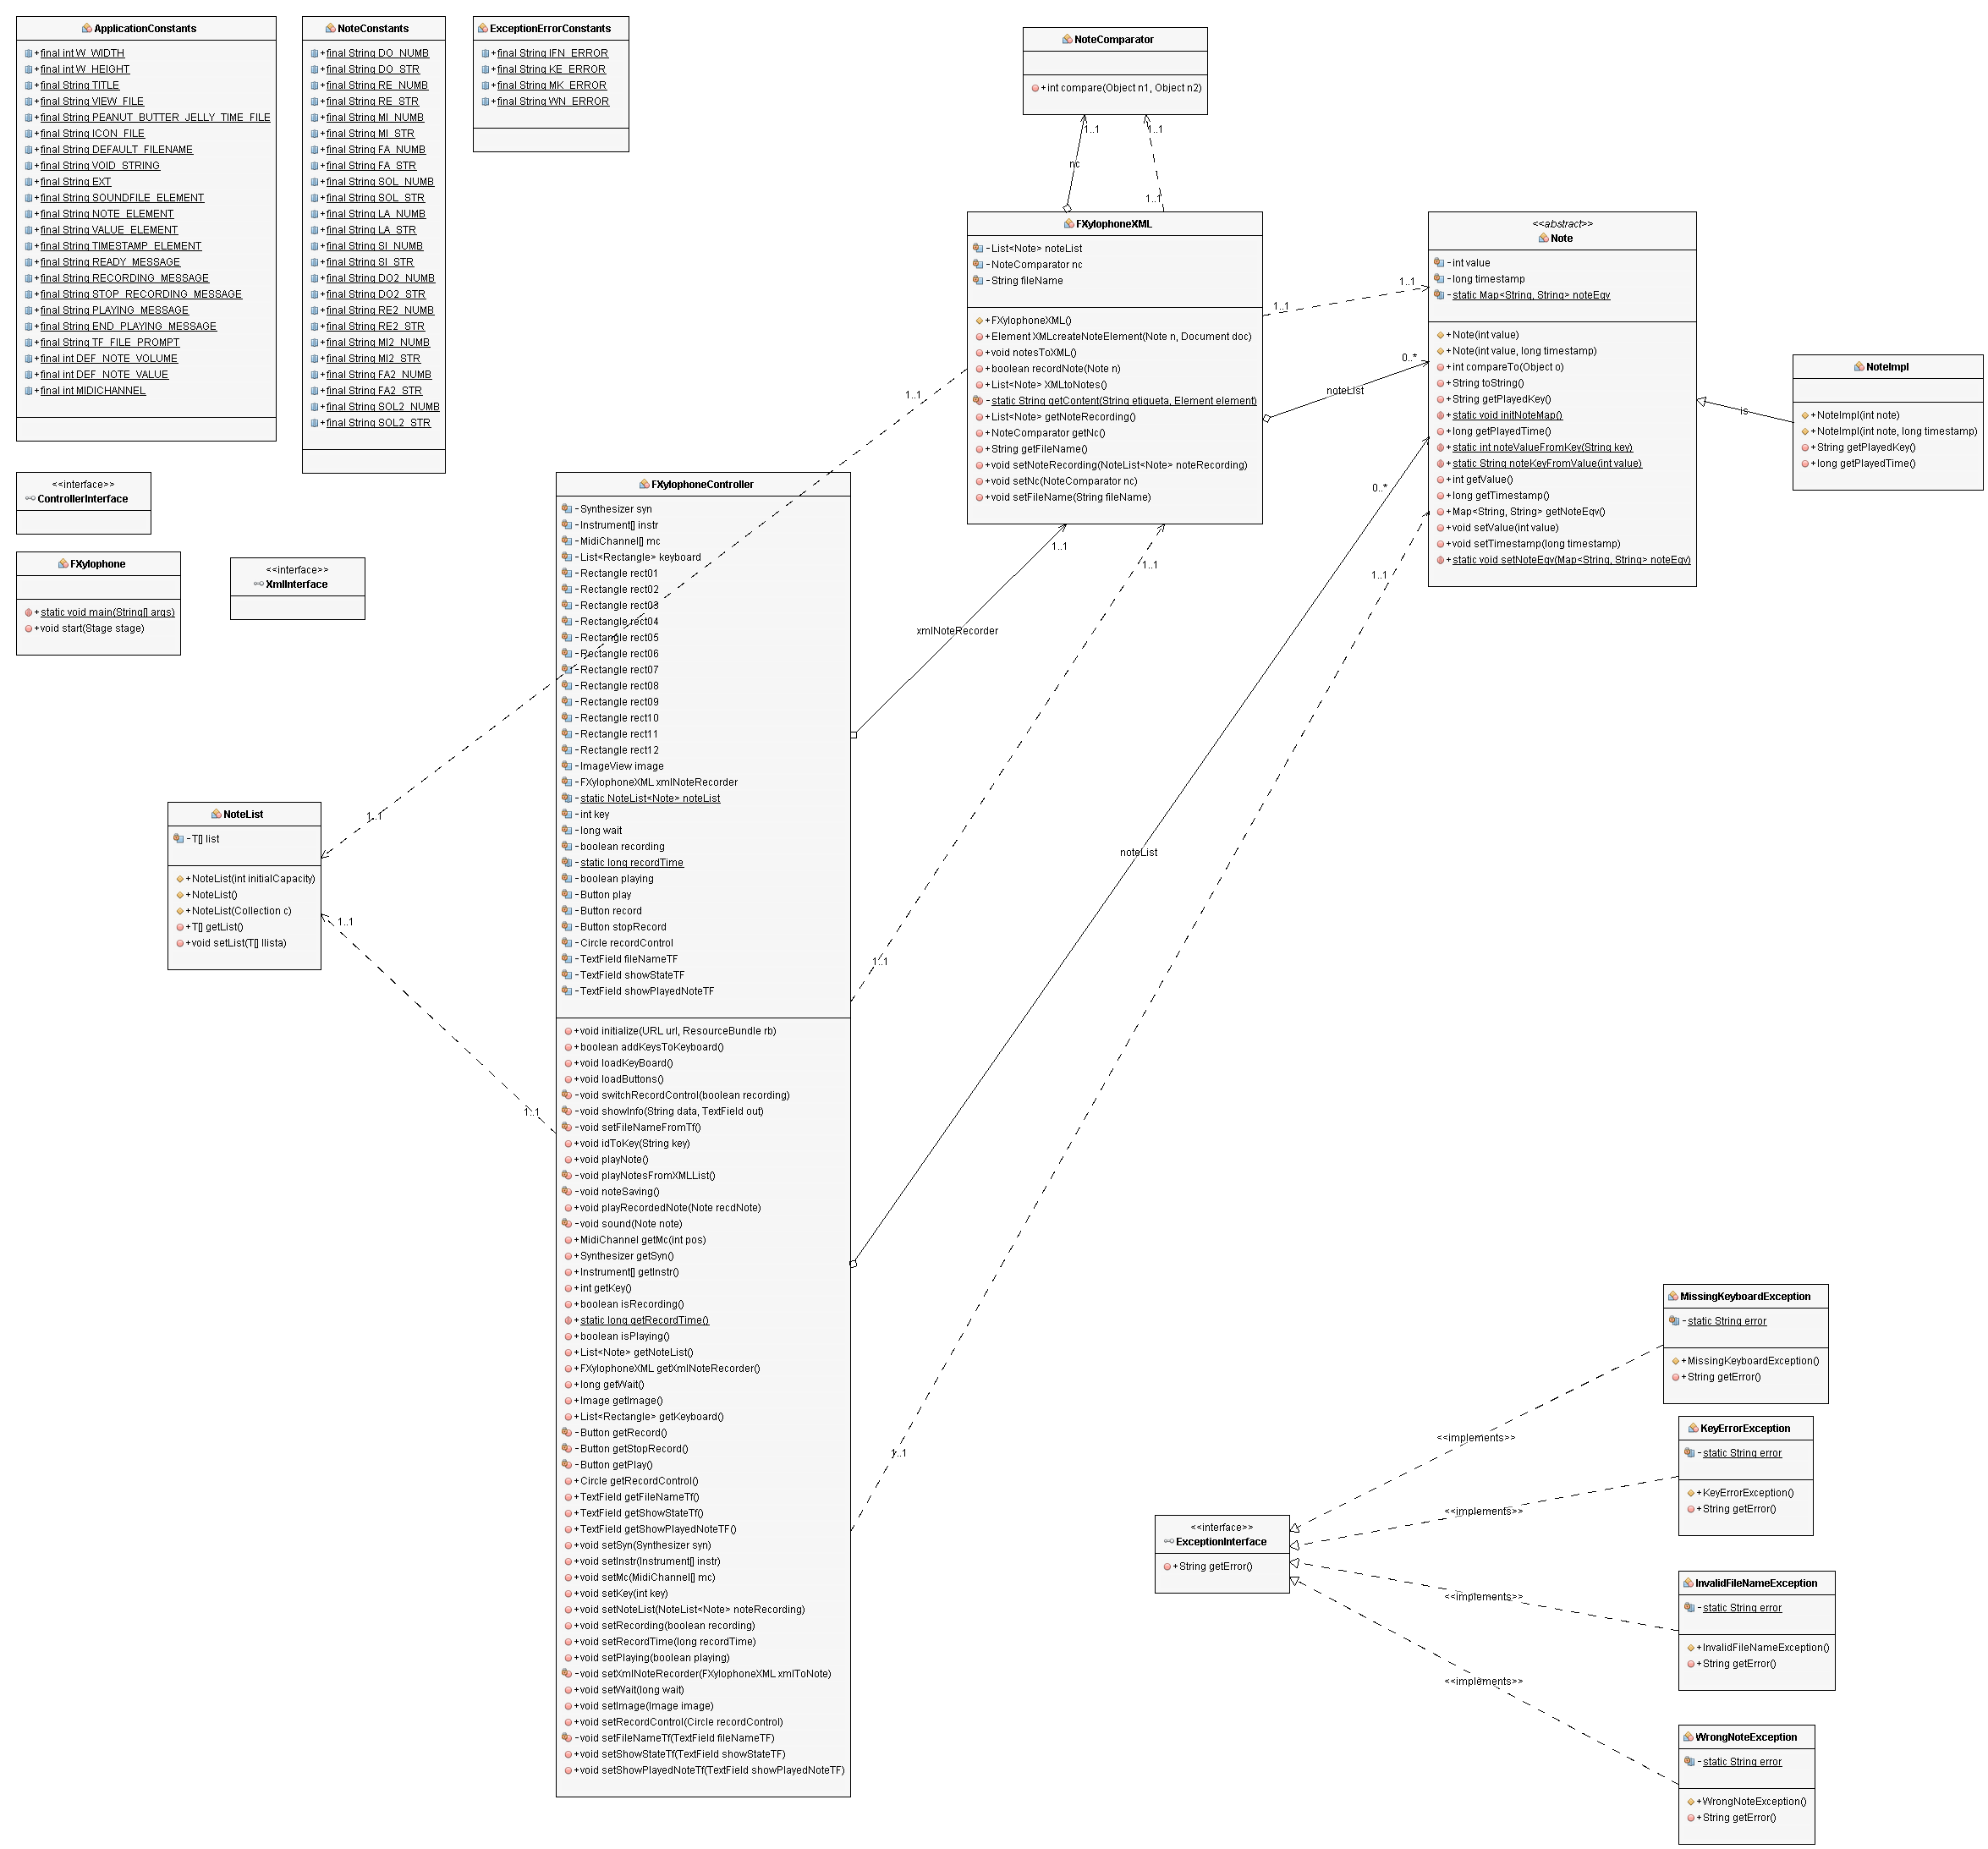 ApplicationConstants
+final int W_WIDTH
+final int W_HEIGHT
+final String TITLE
+final String VIEW_FILE
+final String PEANUT_BUTTER_JELLY_TIME_FILE
+final String ICON_FILE
+final String DEFAULT_FILENAME
+final String VOID_STRING
+final String EXT
+final String SOUNDFILE_ELEMENT
+final String NOTE_ELEMENT
+final String VALUE_ELEMENT
+final String TIMESTAMP_ELEMENT
+final String READY_MESSAGE
+final String RECORDING_MESSAGE
+final String STOP_RECORDING_MESSAGE
+final String PLAYING_MESSAGE
+final String END_PLAYING_MESSAGE
+final String TF_FILE_PROMPT
+final int DEF_NOTE_VOLUME
+final int DEF_NOTE_VALUE
+final int MIDICHANNEL
NoteConstants
+final String DO_NUMB
+final String DO_STR
+final String RE_NUMB
+final String RE_STR
+final String MI_NUMB
+final String MI_STR
+final String FA_NUMB
+final String FA_STR
+final String SOL_NUMB
+final String SOL_STR
+final String LA_NUMB
+final String LA_STR
+final String SI_NUMB
+final String SI_STR
+final String DO2_NUMB
+final String DO2_STR
+final String RE2_NUMB
+final String RE2_STR
+final String MI2_NUMB
+final String MI2_STR
+final String FA2_NUMB
+final String FA2_STR
+final String SOL2_NUMB
+final String SOL2_STR
ExceptionErrorConstants
+final String IFN_ERROR
+final String KE_ERROR
+final String MK_ERROR
+final String WN_ERROR
NoteComparator
+int compare(Object n1, Object n2)
1..1
1..1
nc
1..1
FXylophoneXML
-List<Note> noteList
-NoteComparator nc
-String fileName
+FXylophoneXML()
+Element XMLcreateNoteElement(Note n, Document doc)
+void notesToXML()
+boolean recordNote(Note n)
+List<Note> XMLtoNotes()
-static String getContent(String etiqueta, Element element)
+List<Note> getNoteRecording()
+NoteComparator getNc()
+String getFileName()
+void setNoteRecording(NoteList<Note> noteRecording)
+void setNc(NoteComparator nc)
+void setFileName(String fileName)
1..1
1..1
0..*
noteList
0..*
1..1
<<abstract>>
Note
-int value
-long timestamp
-static Map<String, String> noteEqv
+Note(int value)
+Note(int value, long timestamp)
+int compareTo(Object o)
+String toString()
+String getPlayedKey()
+static void initNoteMap()
+long getPlayedTime()
+static int noteValueFromKey(String key)
+static String noteKeyFromValue(int value)
+int getValue()
+long getTimestamp()
+Map<String, String> getNoteEqv()
+void setValue(int value)
+void setTimestamp(long timestamp)
+static void setNoteEqv(Map<String, String> noteEqv)
is
NoteImpl
+NoteImpl(int note)
+NoteImpl(int note, long timestamp)
+String getPlayedKey()
+long getPlayedTime()
<<interface>>
ControllerInterface
FXylophone
+static void main(String[] args)
+void start(Stage stage)
<<interface>>
XmlInterface
1..1
1..1
1..1
xmlNoteRecorder
FXylophoneController
-Synthesizer syn
-Instrument[] instr
-MidiChannel[] mc
-List<Rectangle> keyboard
-Rectangle rect01
-Rectangle rect02
-Rectangle rect03
-Rectangle rect04
-Rectangle rect05
-Rectangle rect06
-Rectangle rect07
-Rectangle rect08
-Rectangle rect09
-Rectangle rect10
-Rectangle rect11
-Rectangle rect12
-ImageView image
-FXylophoneXML xmlNoteRecorder
-static NoteList<Note> noteList
-int key
-long wait
-boolean recording
-static long recordTime
-boolean playing
-Button play
-Button record
-Button stopRecord
-Circle recordControl
-TextField fileNameTF
-TextField showStateTF
-TextField showPlayedNoteTF
+void initialize(URL url, ResourceBundle rb)
+boolean addKeysToKeyboard()
+void loadKeyBoard()
+void loadButtons()
-void switchRecordControl(boolean recording)
-void showInfo(String data, TextField out)
-void setFileNameFromTf()
+void idToKey(String key)
+void playNote()
-void playNotesFromXMLList()
-void noteSaving()
+void playRecordedNote(Note recdNote)
-void sound(Note note)
+MidiChannel getMc(int pos)
+Synthesizer getSyn()
+Instrument[] getInstr()
+int getKey()
+boolean isRecording()
+static long getRecordTime()
+boolean isPlaying()
+List<Note> getNoteList()
+FXylophoneXML getXmlNoteRecorder()
+long getWait()
+Image getImage()
+List<Rectangle> getKeyboard()
-Button getRecord()
-Button getStopRecord()
-Button getPlay()
+Circle getRecordControl()
+TextField getFileNameTf()
+TextField getShowStateTf()
+TextField getShowPlayedNoteTF()
+void setSyn(Synthesizer syn)
+void setInstr(Instrument[] instr)
+void setMc(MidiChannel[] mc)
+void setKey(int key)
+void setNoteList(NoteList<Note> noteRecording)
+void setRecording(boolean recording)
+void setRecordTime(long recordTime)
+void setPlaying(boolean playing)
-void setXmlNoteRecorder(FXylophoneXML xmlToNote)
+void setWait(long wait)
+void setImage(Image image)
+void setRecordControl(Circle recordControl)
-void setFileNameTf(TextField fileNameTF)
+void setShowStateTf(TextField showStateTF)
+void setShowPlayedNoteTf(TextField showPlayedNoteTF)
1..1
NoteList
-T[] list
+NoteList(int initialCapacity)
+NoteList()
+NoteList(Collection c)
+T[] getList()
+void setList(T[] llista)
1..1
1..1
noteList
1..1
1..1
MissingKeyboardException
-static String error
+MissingKeyboardException()
+String getError()
<<implements>>
KeyErrorException
-static String error
+KeyErrorException()
+String getError()
<<implements>>
<<interface>>
ExceptionInterface
+String getError()
InvalidFileNameException
-static String error
+InvalidFileNameException()
+String getError()
<<implements>>
<<implements>>
WrongNoteException
-static String error
+WrongNoteException()
+String getError()